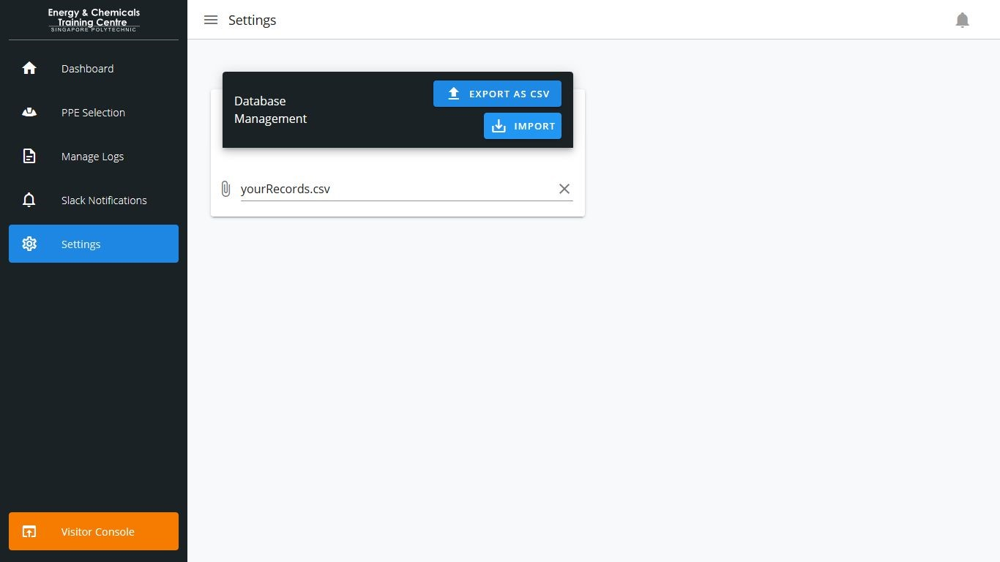 Energy & Chemicals
Training Centre
SINGAPORE POLYTECHNIC
Dashboard
PPE Selection
Manage Logs
Slack Notifications
Settings
Visitor Console
Settings
Database
Management
EXPORT AS CSV
IMPORT
yourRecords.csv